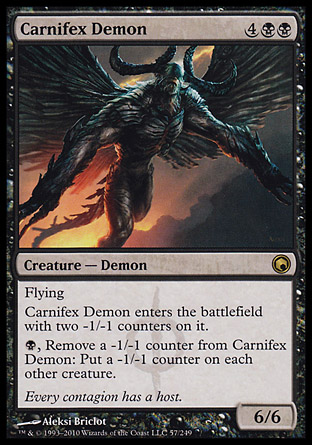 Carnifex Demon 4
Creature — Demon
Flying
Carnifex Demon enters the battlefield
with two -1/-1 counters on it.
, Remove a -1/-1 counter from Carnifex
Demon: Put a -1/-1 counter on each
other creature.
Every contagion has a host.
Aleksi Briclot
6/6
™ & © 1993–2010 Wizards of the Coast LLC 57/249